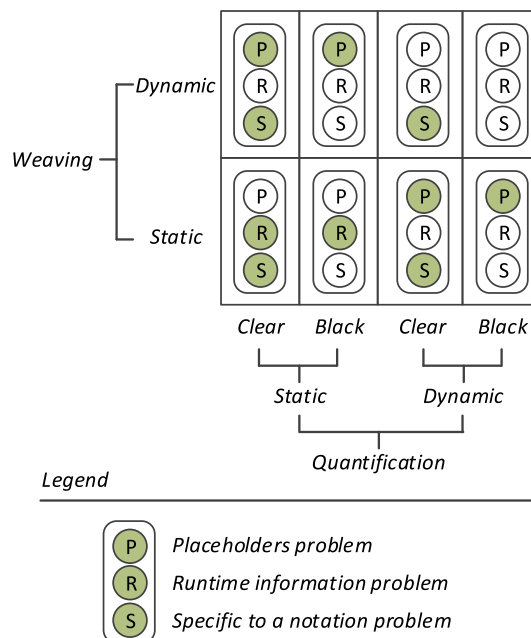 P P P P
Dynamic R R R R
S S S S
Weaving
P P P P
Static R R R R
S S S S
Clear Black Clear Black
Static Dynamic
Quantification
Legend
P Placeholders problem
R Runtime information problem
S Specific to a notation problem